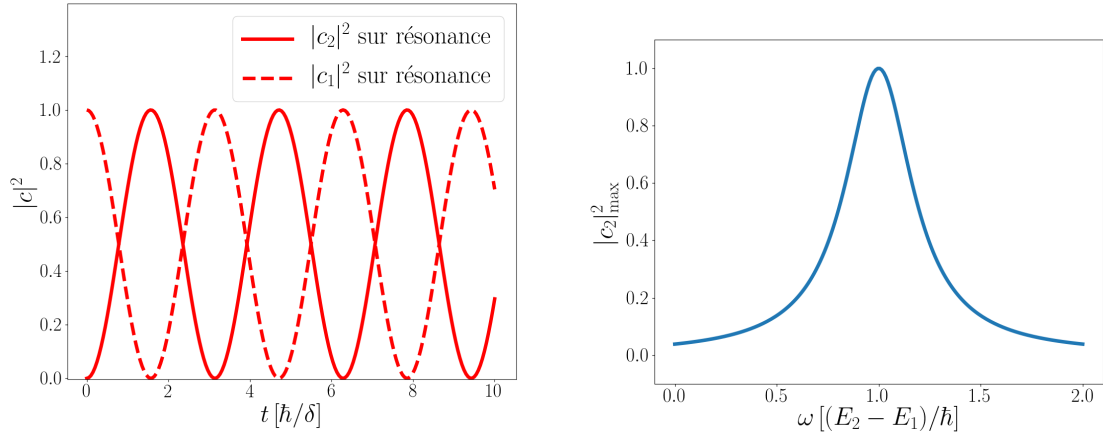 |c₂|² sur résonance
|c₁|² sur résonance
1.2
1.0
0.8
0.6
0.4
0.2
0.0
|c|²
0 2 4 6 8 10
t [ħ/δ]
1.0
0.8
0.6
0.4
0.2
0.0
|c₂|²max
0.0 0.5 1.0 1.5 2.0
ω [(E₂ − E₁)/ħ]